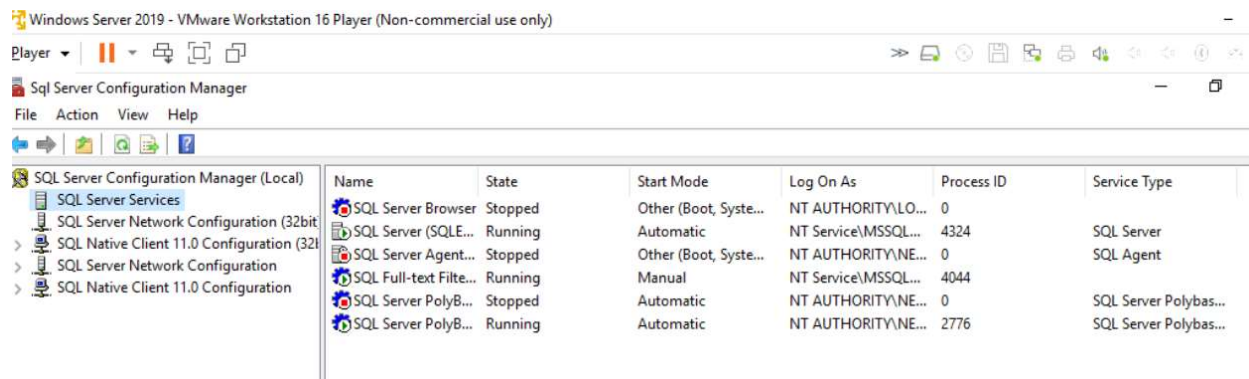 Windows Server 2019 - VMware Workstation 16 Player (Non-commercial use only)
Player
Sql Server Configuration Manager
File Action View Help
SQL Server Configuration Manager (Local)
SQL Server Services
SQL Server Network Configuration (32bit
SQL Native Client 11.0 Configuration (32b
SQL Server Network Configuration
SQL Native Client 11.0 Configuration
Name State Start Mode Log On As Process ID Service Type
SQL Server Browser Stopped Other (Boot, Syste... NT AUTHORITY\LO... 0
SQL Server (SQLE... Running Automatic NT Service\MSSQL... 4324 SQL Server
SQL Server Agent... Stopped Other (Boot, Syste... NT AUTHORITY\NE... 0 SQL Agent
SQL Full-text Filte... Running Manual NT Service\MSSQL... 4044
SQL Server PolyB... Stopped Automatic NT AUTHORITY\NE... 0 SQL Server Polybas...
SQL Server PolyB... Running Automatic NT AUTHORITY\NE... 2776 SQL Server Polybas...